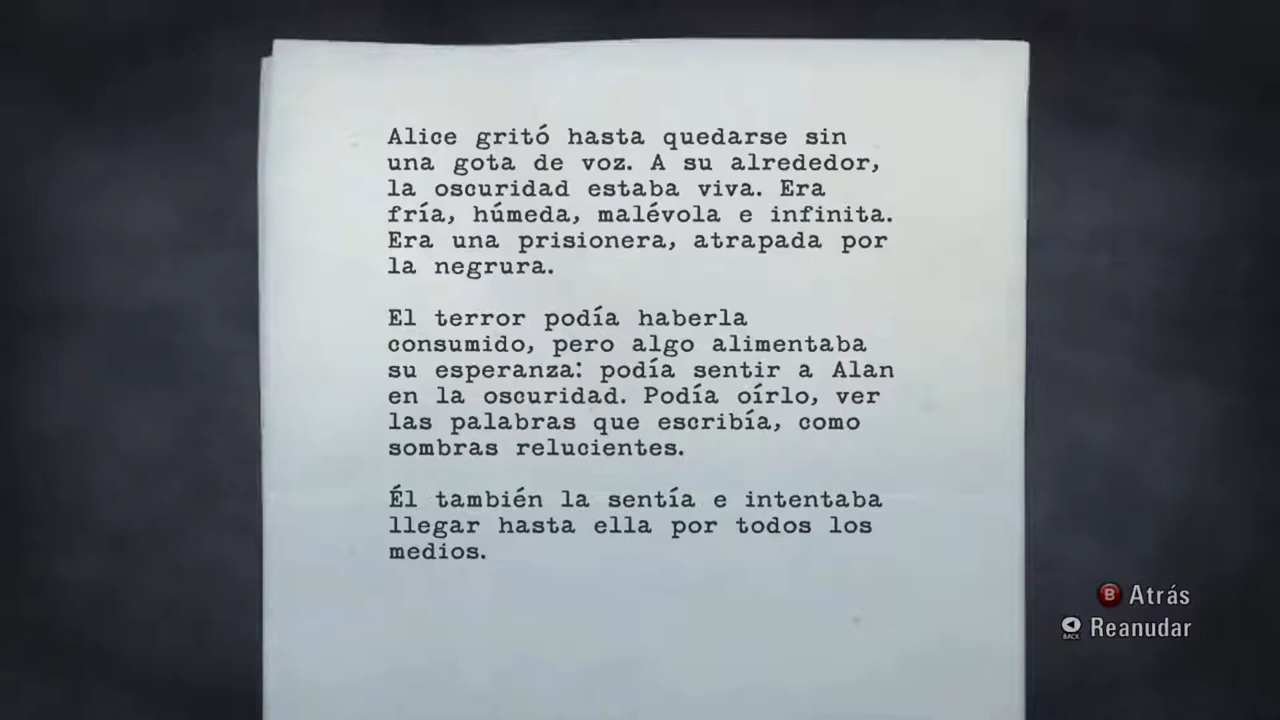 Alice gritó hasta quedarse sin
una gota de voz. A su alrededor,
la oscuridad estaba viva. Era
fría, húmeda, malévola e infinita.
Era una prisionera, atrapada por
la negrura.
El terror podía haberla
consumido, pero algo alimentaba
su esperanza: podía sentir a Alan
en la oscuridad. Podía oírlo, ver
las palabras que escribía, como
sombras relucientes.
Él también la sentía e intentaba
llegar hasta ella por todos los
medios.
B Atrás
BACK Reanudar